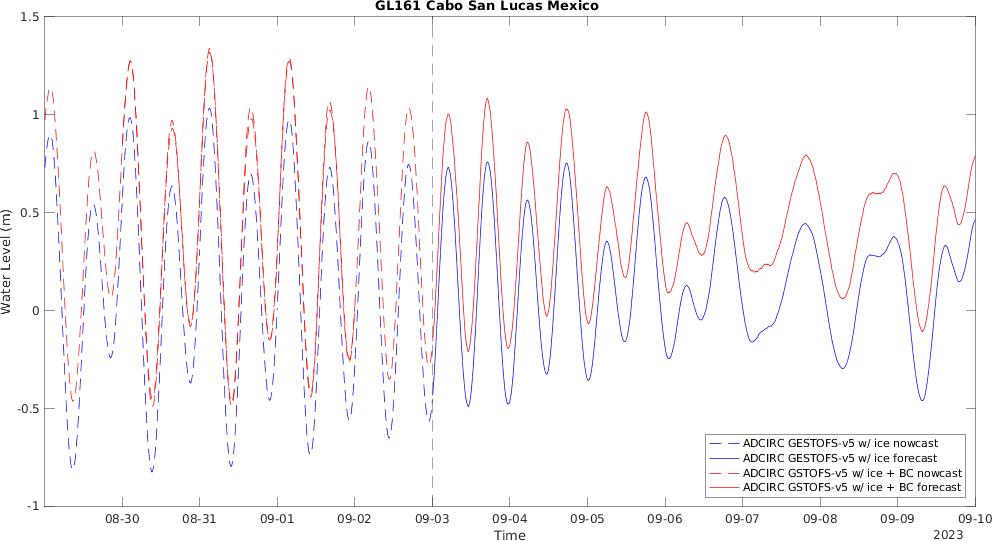 GL161 Cabo San Lucas Mexico
1.5
1
0.5
0
-0.5
-1
Water Level (m)
08-30 08-31 09-01 09-02 09-03 09-04 09-05 09-06 09-07 09-08 09-09 09-10
Time
2023
ADCIRC GESTOFS-v5 w/ ice nowcast
ADCIRC GESTOFS-v5 w/ ice forecast
ADCIRC GSTOFS-v5 w/ ice + BC nowcast
ADCIRC GSTOFS-v5 w/ ice + BC forecast